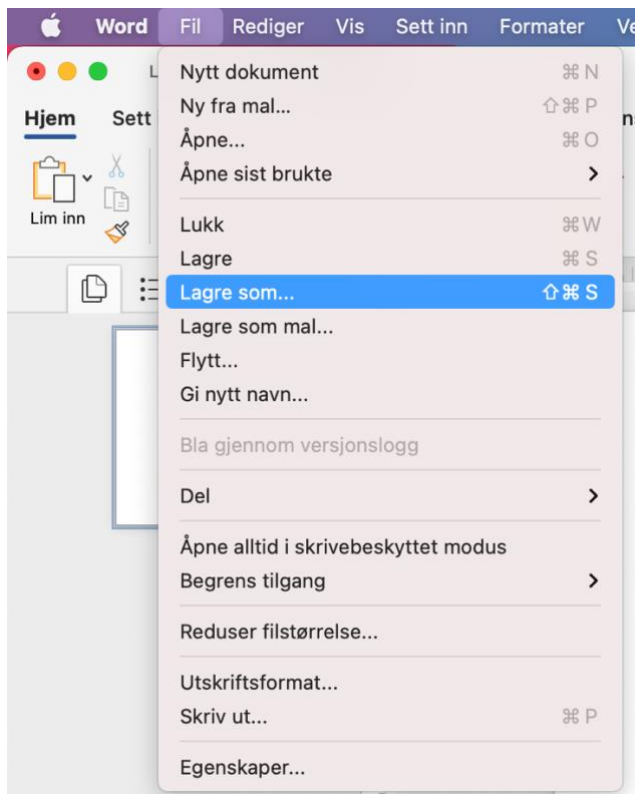 Word Fil Rediger Vis Sett inn Formater
Hjem Sett
Lim inn
Nytt dokument ⌘ N
Ny fra mal... ⇧ ⌘ P
Åpne... ⌘ O
Åpne sist brukte
Lukk ⌘ W
Lagre ⌘ S
Lagre som... ⇧ ⌘ S
Lagre som mal...
Flytt...
Gi nytt navn...
Bla gjennom versjonslogg
Del
Åpne alltid i skrivebeskyttet modus
Begrens tilgang
Reduser filstørrelse...
Utskriftsformat...
Skriv ut... ⌘ P
Egenskaper...